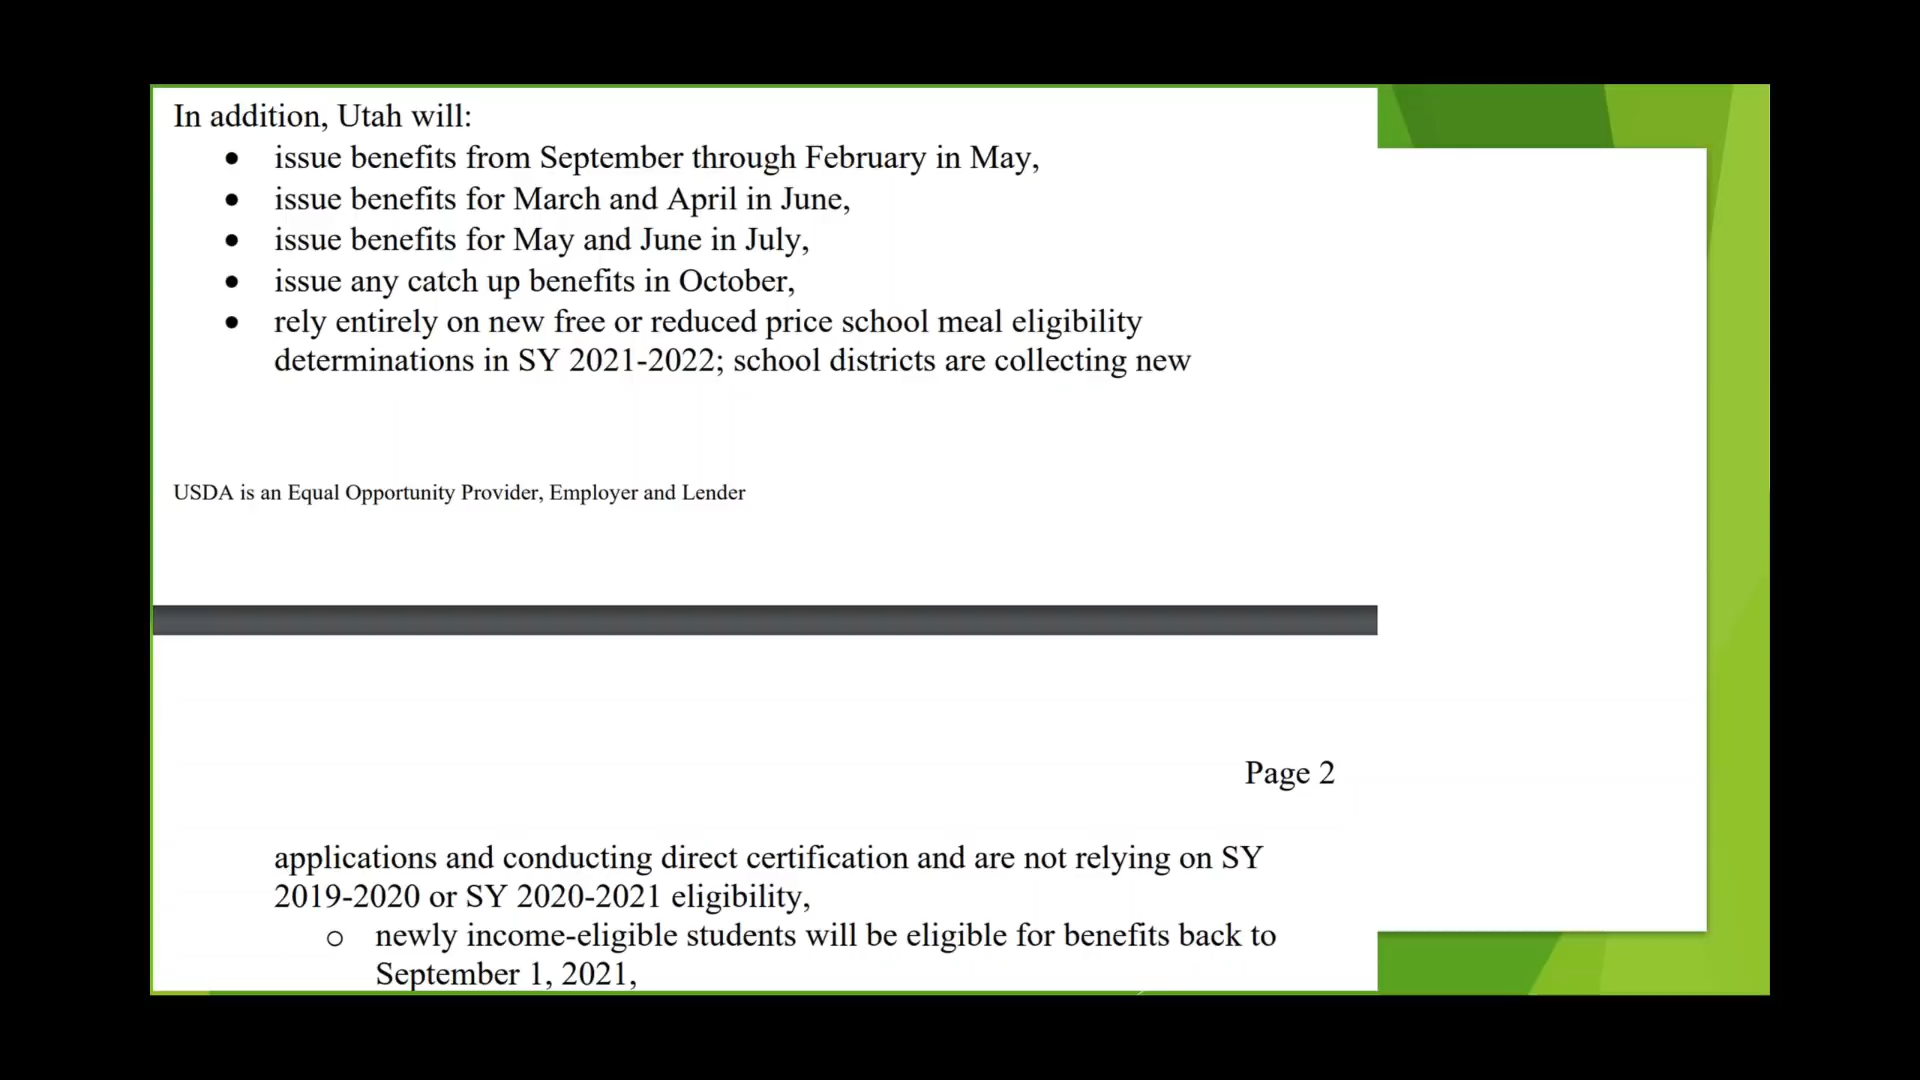 In addition, Utah will:
● issue benefits from September through February in May,
● issue benefits for March and April in June,
● issue benefits for May and June in July,
● issue any catch up benefits in October,
● rely entirely on new free or reduced price school meal eligibility
determinations in SY 2021-2022; school districts are collecting new
USDA is an Equal Opportunity Provider, Employer and Lender
Page 2
applications and conducting direct certification and are not relying on SY
2019-2020 or SY 2020-2021 eligibility,
○ newly income-eligible students will be eligible for benefits back to
September 1, 2021,